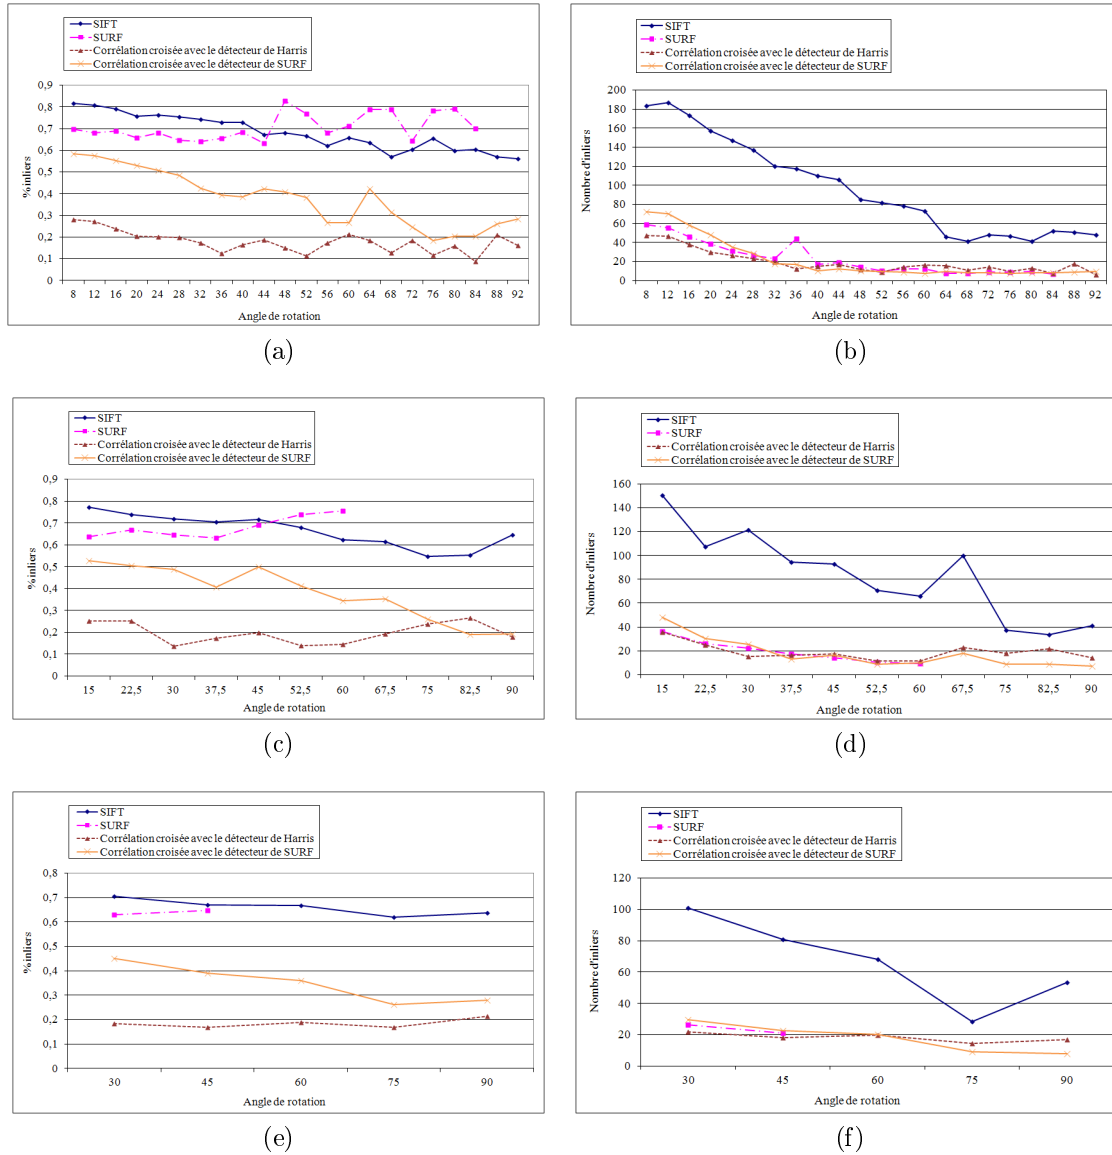 SIFT
SURF
Corrélation croisée avec le détecteur de Harris
Corrélation croisée avec le détecteur de SURF
0,9
0,8
0,7
0,6
0,5
0,4
0,3
0,2
0,1
0
%inliers
8 12 16 20 24 28 32 36 40 44 48 52 56 60 64 68 72 76 80 84 88 92
Angle de rotation
(a)
SIFT
SURF
Corrélation croisée avec le détecteur de Harris
Corrélation croisée avec le détecteur de SURF
200
180
160
140
120
100
80
60
40
20
0
Nombre d'inliers
8 12 16 20 24 28 32 36 40 44 48 52 56 60 64 68 72 76 80 84 88 92
Angle de rotation
(b)
SIFT
SURF
Corrélation croisée avec le détecteur de Harris
Corrélation croisée avec le détecteur de SURF
0,9
0,8
0,7
0,6
0,5
0,4
0,3
0,2
0,1
0
%inliers
15 22,5 30 37,5 45 52,5 60 67,5 75 82,5 90
Angle de rotation
(c)
SIFT
SURF
Corrélation croisée avec le détecteur de Harris
Corrélation croisée avec le détecteur de SURF
160
140
120
100
80
60
40
20
0
Nombre d'inliers
15 22,5 30 37,5 45 52,5 60 67,5 75 82,5 90
Angle de rotation
(d)
SIFT
SURF
Corrélation croisée avec le détecteur de Harris
Corrélation croisée avec le détecteur de SURF
0,8
0,7
0,6
0,5
0,4
0,3
0,2
0,1
0
%inliers
30 45 60 75 90
Angle de rotation
(e)
SIFT
SURF
Corrélation croisée avec le détecteur de Harris
Corrélation croisée avec le détecteur de SURF
120
100
80
60
40
20
0
Nombre d'inliers
30 45 60 75 90
Angle de rotation
(f)